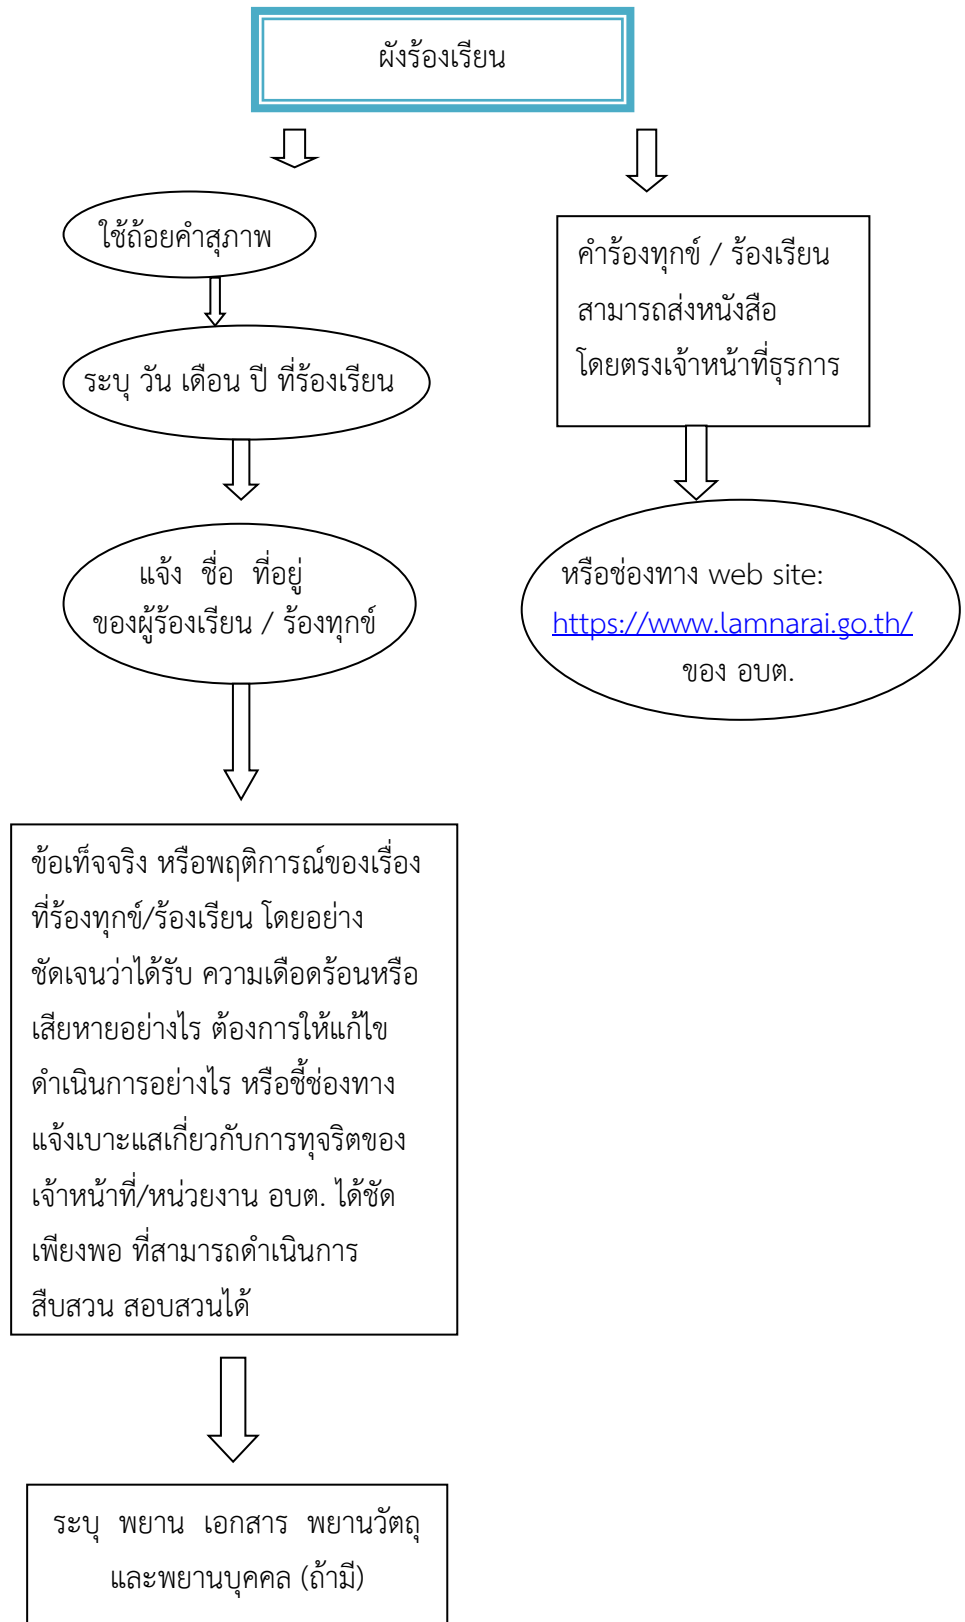 ผังร้องเรียน
ใช้ถ้อยคำสุภาพ
ระบุ วัน เดือน ปี ที่ร้องเรียน
แจ้ง ชื่อ ที่อยู่
ของผู้ร้องเรียน / ร้องทุกข์
ข้อเท็จจริง หรือพฤติการณ์ของเรื่อง
ที่ร้องทุกข์/ร้องเรียน โดยอย่าง
ชัดเจนว่าได้รับ ความเดือดร้อนหรือ
เสียหายอย่างไร ต้องการให้แก้ไข
ดำเนินการอย่างไร หรือชี้ช่องทาง
แจ้งเบาะแสเกี่ยวกับการทุจริตของ
เจ้าหน้าที่/หน่วยงาน อบต. ได้ชัด
เพียงพอ ที่สามารถดำเนินการ
สืบสวน สอบสวนได้
ระบุ พยาน เอกสาร พยานวัตถุ
และพยานบุคคล (ถ้ามี)
คำร้องทุกข์ / ร้องเรียน
สามารถส่งหนังสือ
โดยตรงเจ้าหน้าที่ธุรการ
หรือช่องทาง web site:
https://www.lamnarai.go.th/
ของ อบต.